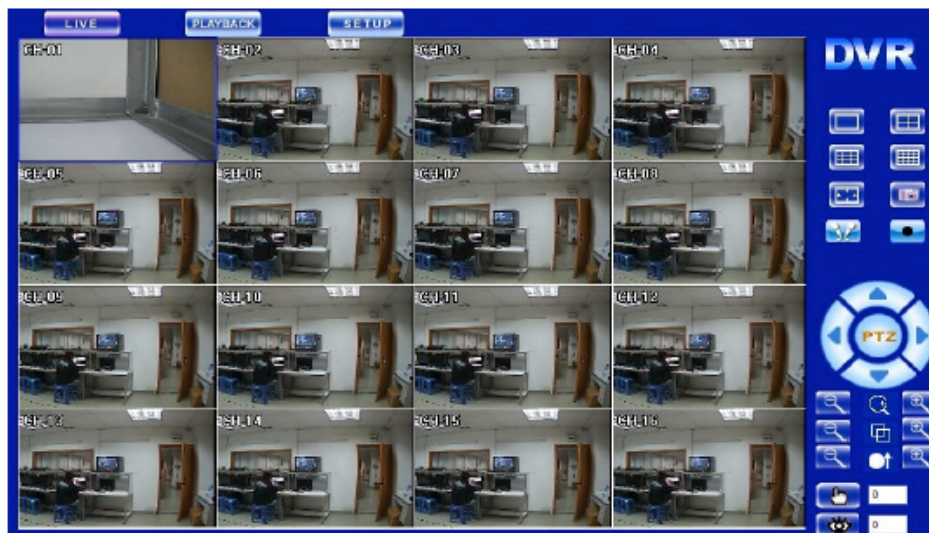 LIVE PLAYBACK SETUP
DVR
CH-01 CH-02 CH-03 CH-04
CH-05 CH-06 CH-07 CH-08
CH-09 CH-10 CH-11 CH-12
PTZ
CH-13 CH-14 CH-15 CH-16
0
0